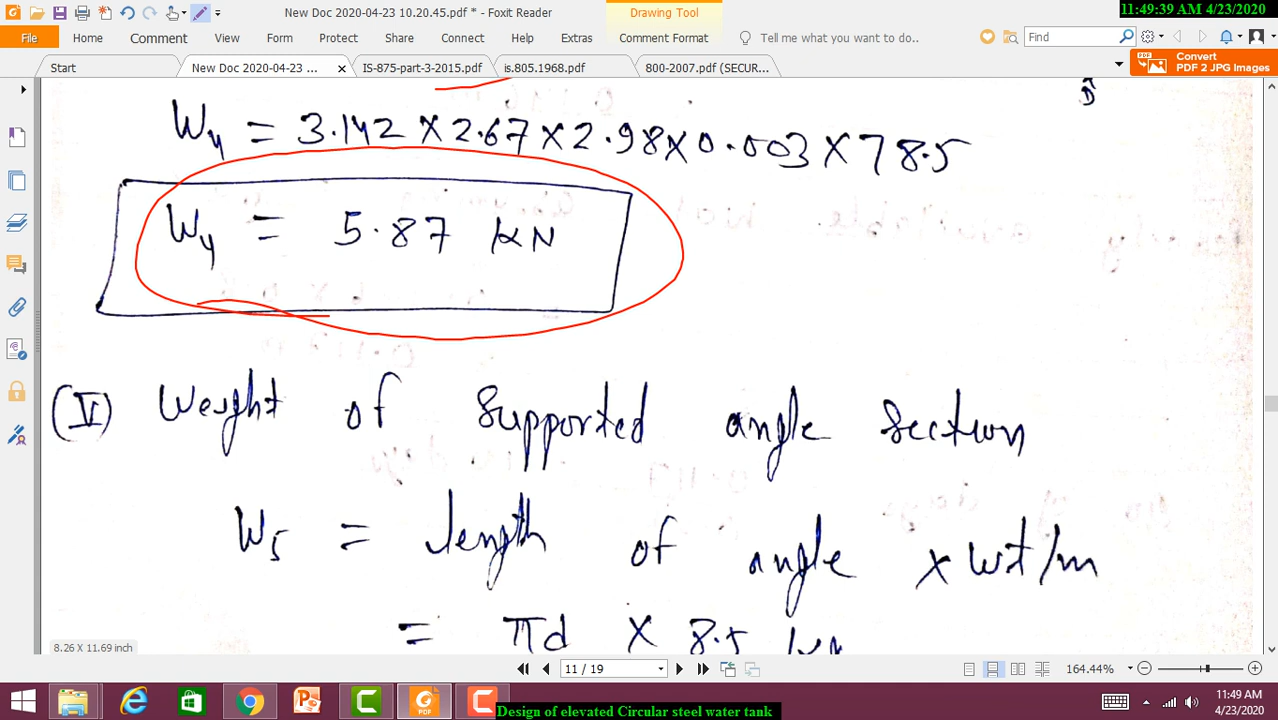 New Doc 2020-04-23 10.20.45.pdf * - Foxit Reader
Drawing Tool
11:49:39 AM 4/23/2020
File Home Comment View Form Protect Share Connect Help Extras Comment Format Tell me what you want to do.. Find
Start New Doc 2020-04-23 ... IS-875-part-3-2015.pdf is.805.1968.pdf 800-2007.pdf (SECUR...
Convert
PDF 2 JPG Images
W4 = 3.142 X 2.67 X 2.98 X 0.003 X 78.5
W4 = 5.87 KN
(V) Weight of Supported angle Section
W5 = length of angle x wt/m
= πd X 8.5
8.26 X 11.69 inch
11 / 19
164.44%
Design of elevated Circular steel water tank
11:49 AM
4/23/2020